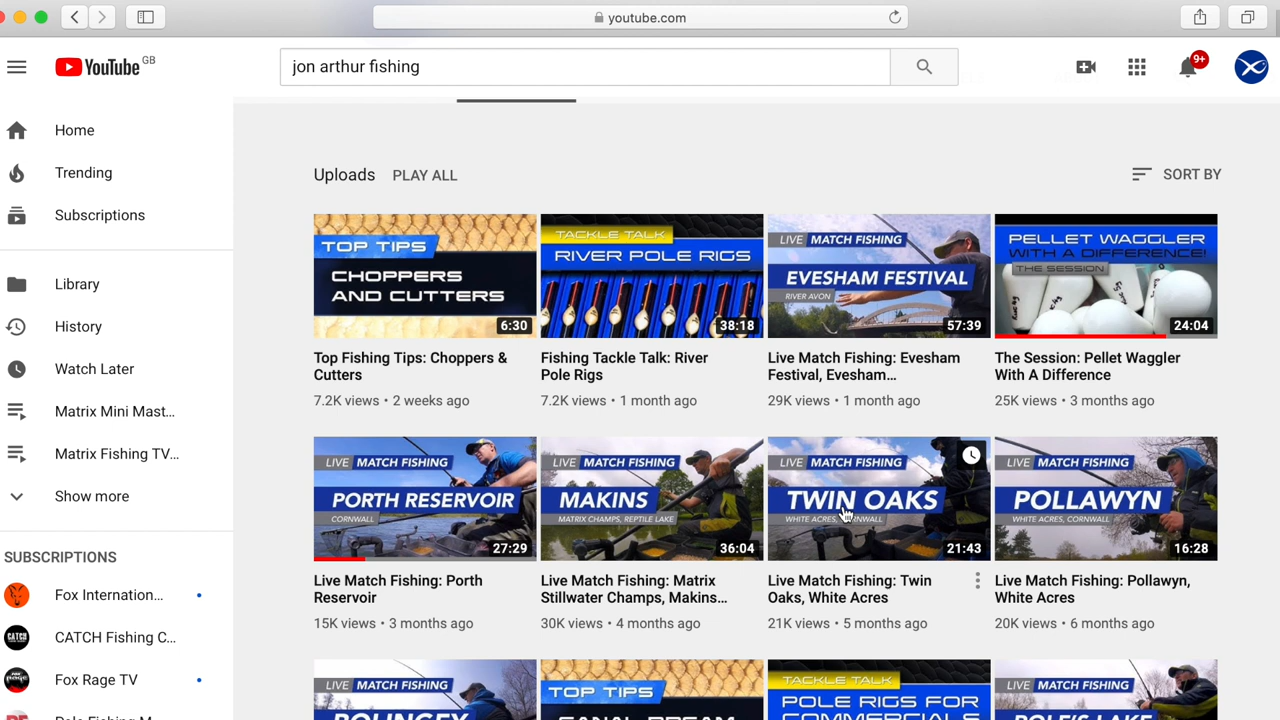 youtube.com
YouTube GB
jon arthur fishing
9+
Home
Trending
Subscriptions
Library
History
Watch Later
Matrix Mini Mast...
Matrix Fishing TV...
Show more
SUBSCRIPTIONS
Fox Internation...
CATCH Fishing C...
Fox Rage TV
Uploads PLAY ALL
SORT BY
TOP TIPS
CHOPPERS
AND CUTTERS
6:30
Top Fishing Tips: Choppers &
Cutters
7.2K views • 2 weeks ago
TACKLE TALK
RIVER POLE RIGS
38:18
Fishing Tackle Talk: River
Pole Rigs
7.2K views • 1 month ago
LIVE MATCH FISHING
EVESHAM FESTIVAL
RIVER AVON
57:39
Live Match Fishing: Evesham
Festival, Evesham...
29K views • 1 month ago
PELLET WAGGLER
WITH A DIFFERENCE!
THE SESSION
24:04
The Session: Pellet Waggler
With A Difference
25K views • 3 months ago
LIVE MATCH FISHING
PORTH RESERVOIR
CORNWALL
27:29
Live Match Fishing: Porth
Reservoir
15K views • 3 months ago
LIVE MATCH FISHING
MAKINS
MATRIX CHAMPS, REPTILE LAKE
36:04
Live Match Fishing: Matrix
Stillwater Champs, Makins...
30K views • 4 months ago
LIVE MATCH FISHING
TWIN OAKS
WHITE ACRES, CORNWALL
21:43
Live Match Fishing: Twin
Oaks, White Acres
21K views • 5 months ago
LIVE MATCH FISHING
POLLAWYN
WHITE ACRES, CORNWALL
16:28
Live Match Fishing: Pollawyn,
White Acres
20K views • 6 months ago
LIVE MATCH FISHING
TOP TIPS
TACKLE TALK
POLE RIGS FOR
COMMERCIALS
LIVE MATCH FISHING